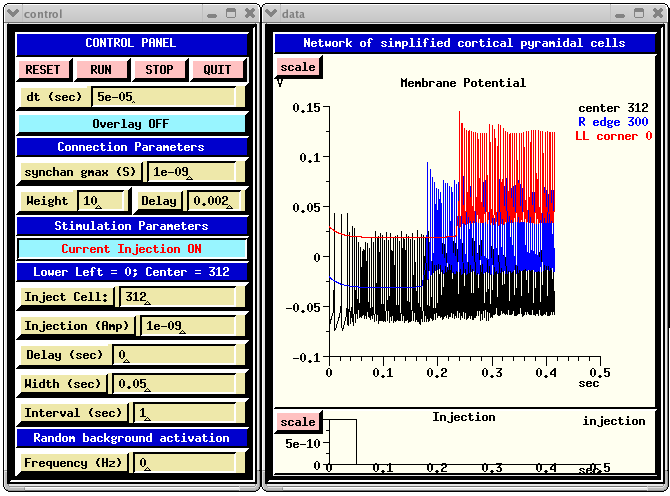 control
CONTROL PANEL
RESET RUN STOP QUIT
dt (sec) 5e-05
Overlay OFF
Connection Parameters
synchan gmax (S) 1e-09
Weight 10 Delay 0.002
Stimulation Parameters
Current Injection ON
Lower Left = 0; Center = 312
Inject Cell: 312
Injection (Amp) 1e-09
Delay (sec) 0
Width (sec) 0.05
Interval (sec) 1
Random background activation
Frequency (Hz) 0
data
Network of simplified cortical pyramidal cells
scale
V
Membrane Potential
center 312
R edge 300
LL corner 0
0.15
0.1
0.05
0
-0.05
-0.1
0 0.1 0.2 0.3 0.4 0.5
sec
scale
Injection
injection
5e-10
0
0 0.1 0.2 0.3 0.4 0.5
sec